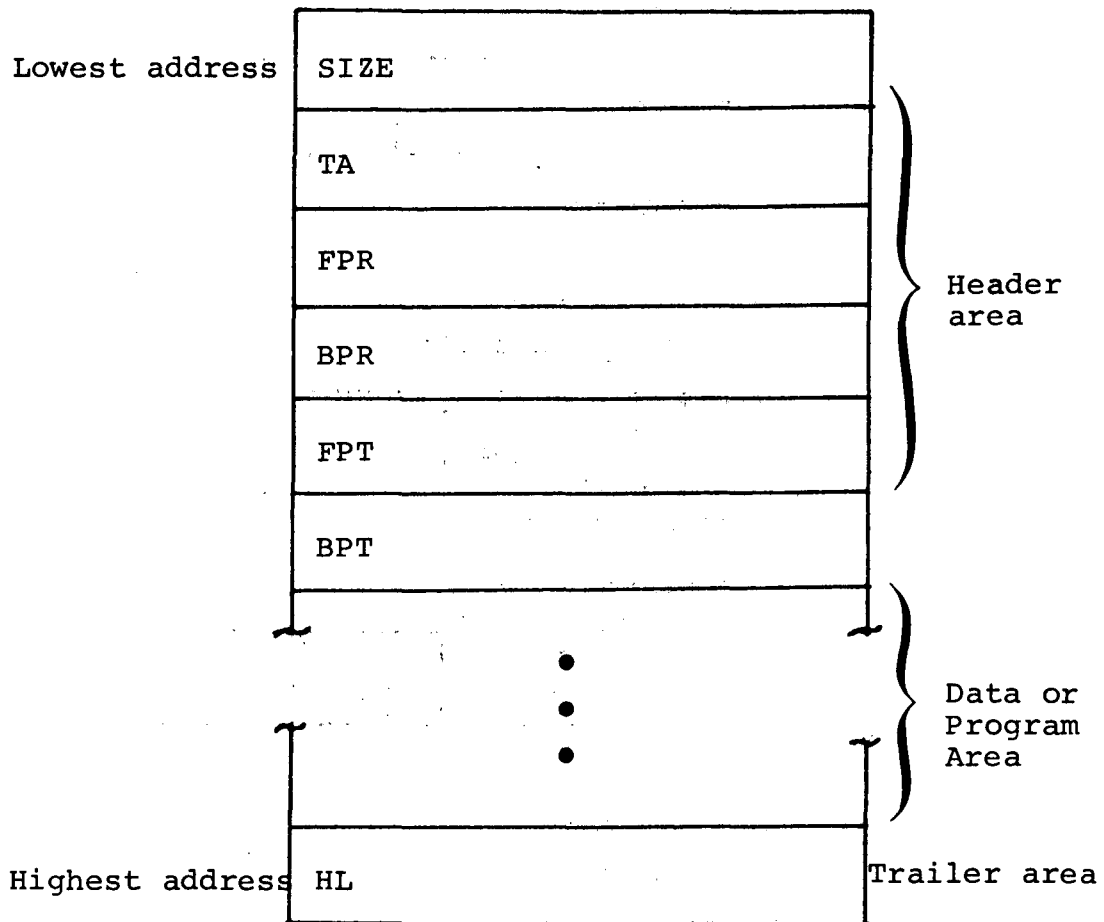 Lowest address SIZE
TA
FPR
Header
area
BPR
FPT
BPT
Data or
Program
Area
Highest address HL Trailer area